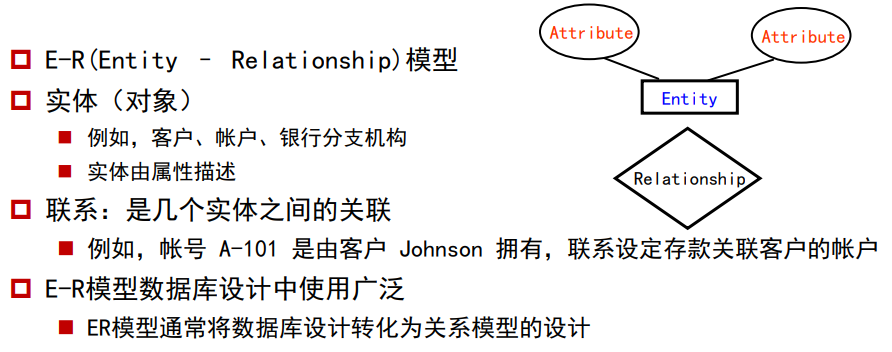 E-R(Entity – Relationship)模型
实体（对象）
例如，客户、帐户、银行分支机构
实体由属性描述
联系：是几个实体之间的关联
例如，帐号 A-101 是由客户 Johnson 拥有，联系设定存款关联客户的帐户
E-R模型数据库设计中使用广泛
ER模型通常将数据库设计转化为关系模型的设计
Attribute
Attribute
Entity
Relationship